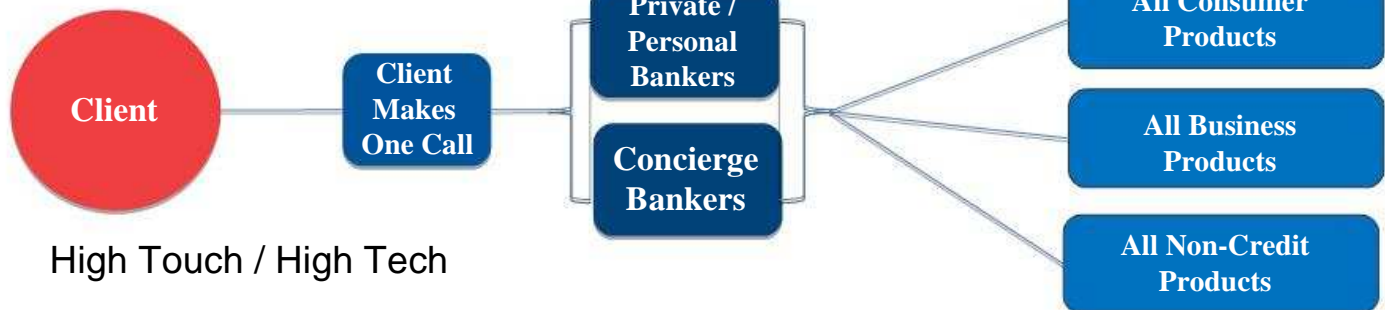 Client
Client
Makes
One Call
Private /
Personal
Bankers
Concierge
Bankers
All Consumer
Products
All Business
Products
All Non-Credit
Products
High Touch / High Tech